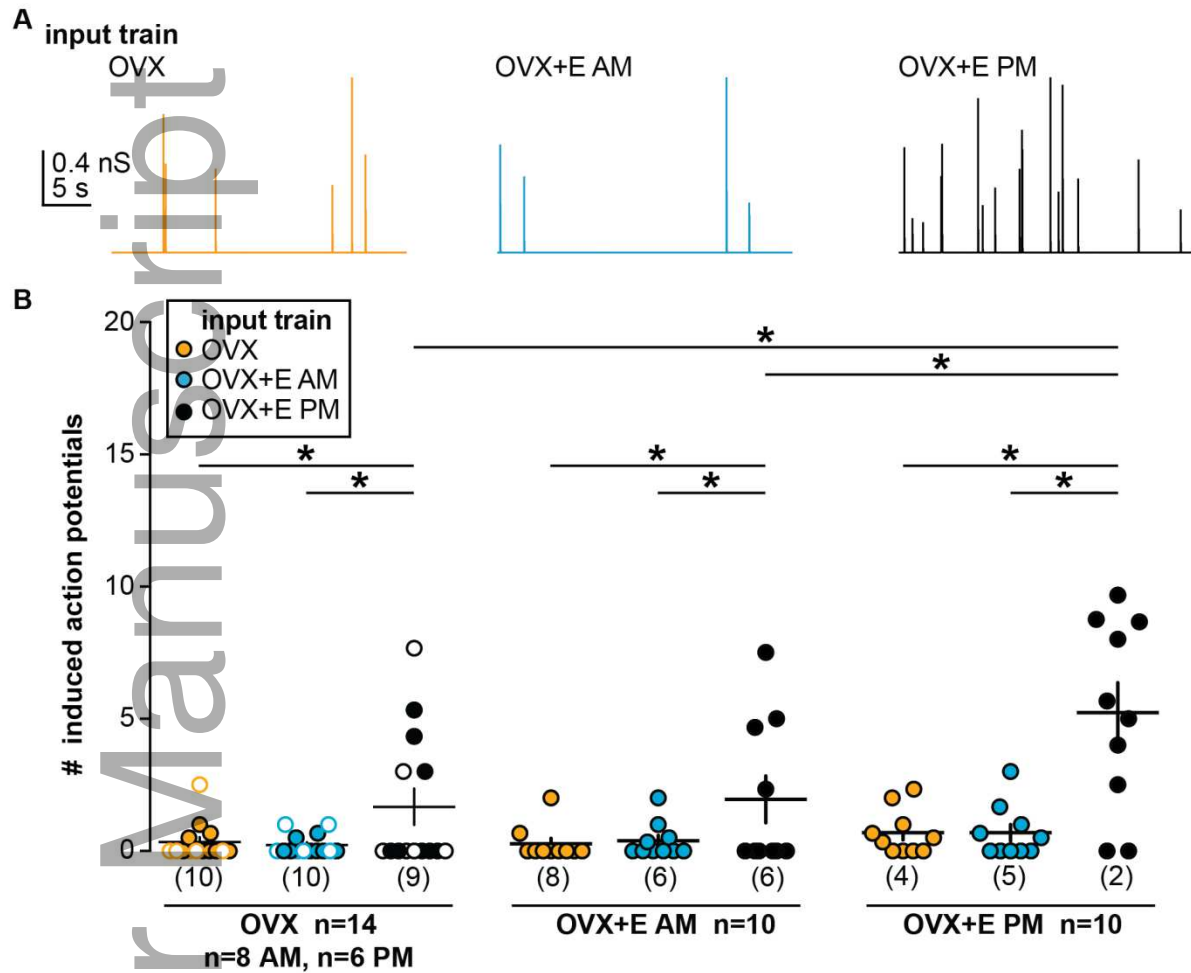 A
input train
OVX
OVX+E AM
OVX+E PM
0.4 nS
5 s
B
input train
OVX
OVX+E AM
OVX+E PM
# induced action potentials
20
15
10
5
0
* *
* * * * * *
(10) (10) (9) (8) (6) (6) (4) (5) (2)
OVX n=14
n=8 AM, n=6 PM
OVX+E AM n=10
OVX+E PM n=10
r Manuscript